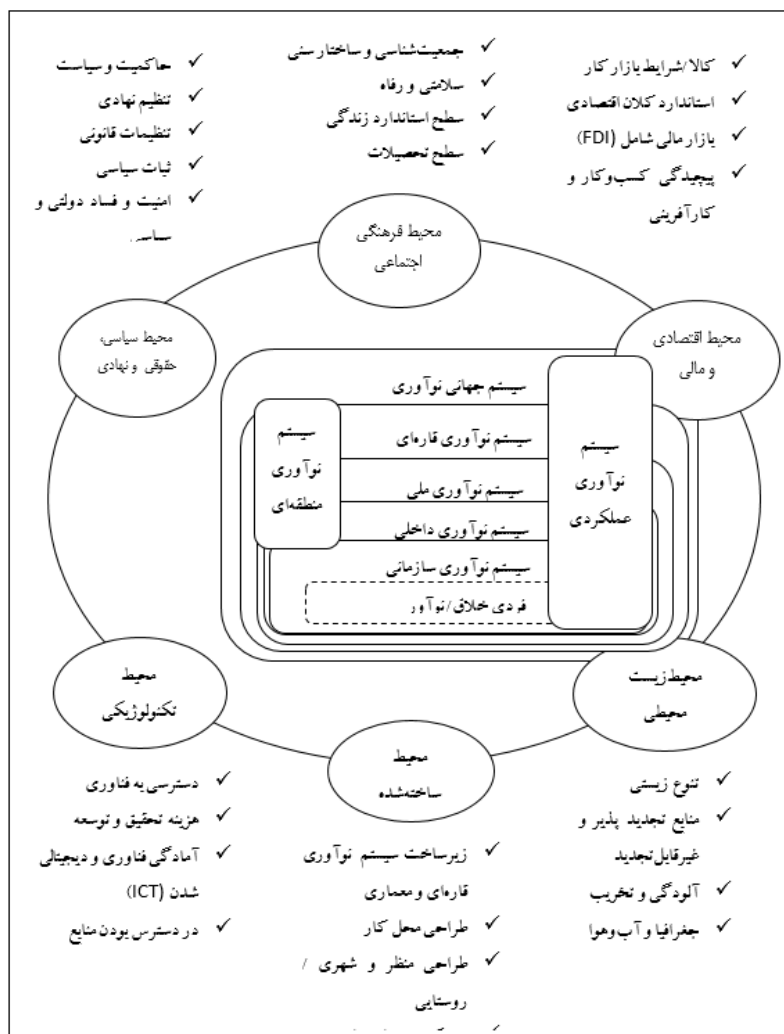 کالا/شرایط بازار کار
استاندارد کلان اقتصادی
بازار مالی شامل (FDI)
پیچیدگی کسب‌وکار و
کارآفرینی
جمعیت‌شناسی و ساختار سنی
سلامتی و رفاه
سطح استاندارد زندگی
سطح تحصیلات
حاکمیت و سیاست
تنظیم نهادی
تنظیمات قانونی
ثبات سیاسی
امنیت و فساد دولتی و
محیط فرهنگی
اجتماعی
محیط اقتصادی
و مالی
محیط سیاسی،
حقوقی و نهادی
سیستم جهانی نوآوری
سیستم نوآوری قاره‌ای
سیستم نوآوری ملی
سیستم نوآوری داخلی
سیستم نوآوری سازمانی
فردی خلاق/نوآور
سیستم
نوآوری
عملکردی
سیستم
نوآوری
منطقه‌ای
محیط زیست
محیطی
محیط
تکنولوژیکی
محیط
ساخته‌شده
تنوع زیستی
منابع تجدید پذیر و
غیرقابل‌تجدید
آلودگی و تخریب
جغرافیا و آب‌وهوا
زیرساخت سیستم نوآوری
قاره‌ای و معماری
طراحی محل کار
طراحی منظر و شهری /
روستایی
دسترسی به فناوری
هزینه تحقیق و توسعه
آمادگی فناوری و دیجیتالی
شدن (ICT)
در دسترس بودن منابع